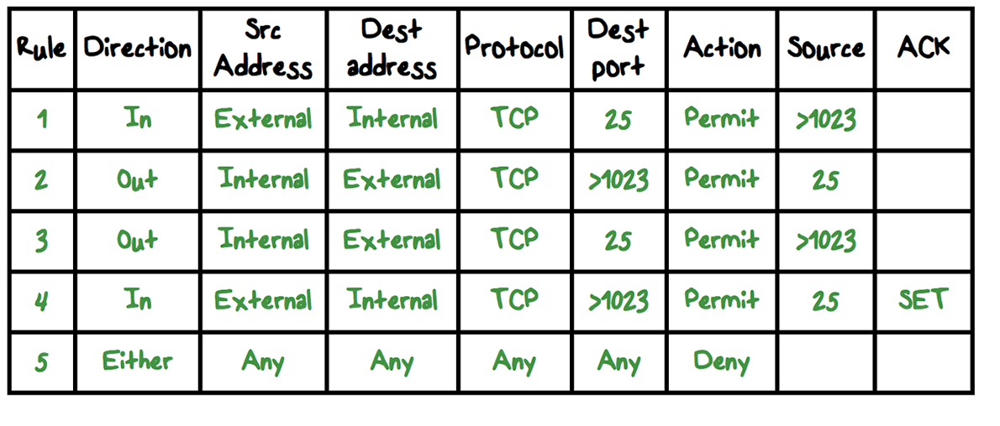 Rule Direction Src Address Dest address Protocol Dest port Action Source ACK
1 In External Internal TCP 25 Permit >1023
2 Out Internal External TCP >1023 Permit 25
3 Out Internal External TCP 25 Permit >1023
4 In External Internal TCP >1023 Permit 25 SET
5 Either Any Any Any Any Deny